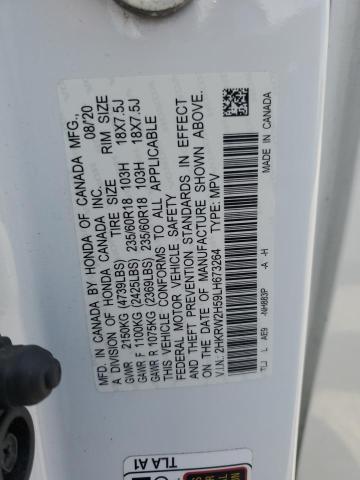 MFD. IN CANADA BY HONDA OF CANADA MFG.,
A DIVISION OF HONDA CANADA INC. 08/20
TIRE SIZE RIM SIZE
GVWR 2150KG (4739LBS)
GAWR F 1100KG (2425LBS) 235/60R18 103H 18X7.5J
GAWR R 1075KG (2369LBS) 235/60R18 103H 18X7.5J
THIS VEHICLE CONFORMS TO ALL APPLICABLE
FEDERAL MOTOR VEHICLE SAFETY STANDARDS IN EFFECT
ON THE DATE OF MANUFACTURE SHOWN ABOVE.
V.I.N.: 2HKRW2H59LH673264 TYPE: MPV
TLJ L AE9 -NH883P -A -H MADE IN CANADA
TLA A1